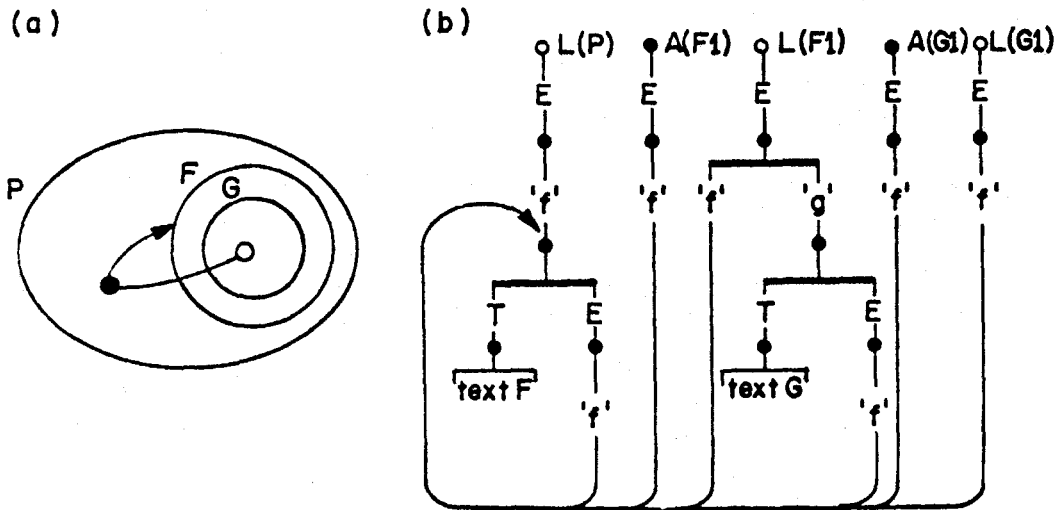 (a)
P
F
G
(b)
L(P) A(F1) L(F1) A(G1) L(G1)
E E E E E
'f' 'f' 'f' 'g' 'f' 'f'
T E T E
'text F' 'text G'
'f' 'f'